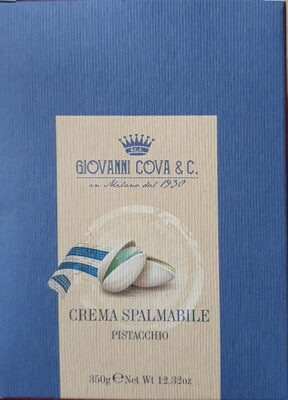 G.C.&C.
GIOVANNI COVA & C.
in Milano dal 1930
CREMA SPALMABILE
PISTACCHIO
350g ℮ Net Wt 12.32oz